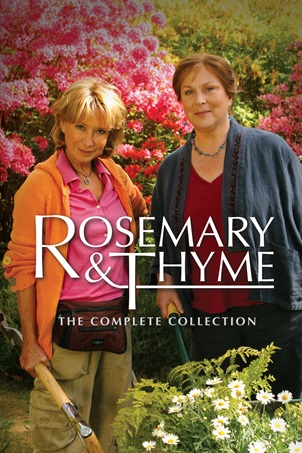 ROSEMARY
& THYME
THE COMPLETE COLLECTION